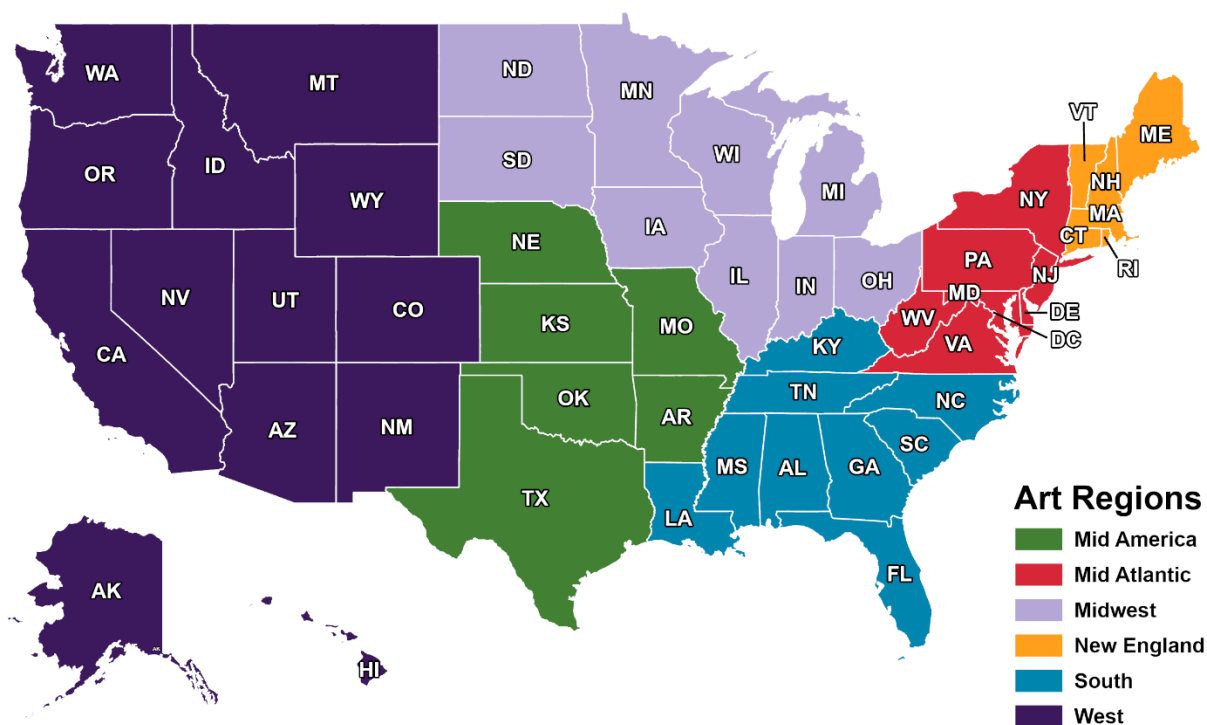 WA
MT
ND
MN
VT
ME
OR
ID
SD
WI
MI
NH
WY
NY
MA
NE
IA
CT
RI
PA
NJ
NV
UT
CO
IL
IN
OH
MD
DE
WV
DC
CA
KS
MO
KY
VA
TN
NC
AZ
NM
OK
AR
SC
MS
AL
GA
TX
LA
FL
AK
AK
HI
Art Regions
Mid America
Mid Atlantic
Midwest
New England
South
West